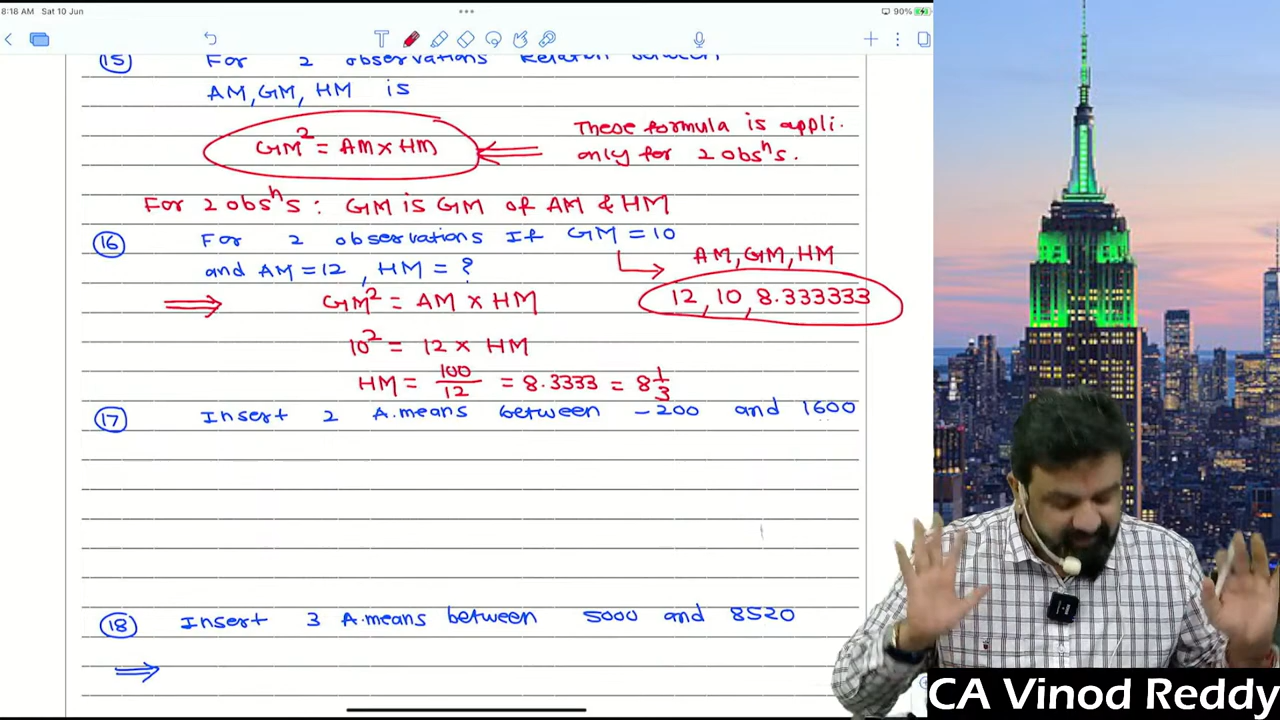 8:18 AM Sat 10 Jun
90%
(15) For 2 observations Relation between
AM, GM, HM is
GM² = AM x HM
These formula is appli.
only for 2 obsⁿs.
For 2 obsⁿs : GM is GM of AM & HM
(16) For 2 observations If GM = 10
and AM = 12 , HM = ?
AM, GM, HM
12, 10, 8.333333
⇒ GM² = AM x HM
10² = 12 x HM
HM = 100/12 = 8.3333 = 8 1/3
(17) Insert 2 A.means between -200 and 1600
(18) Insert 3 A.means between 5000 and 8520
⇒
CA Vinod Reddy